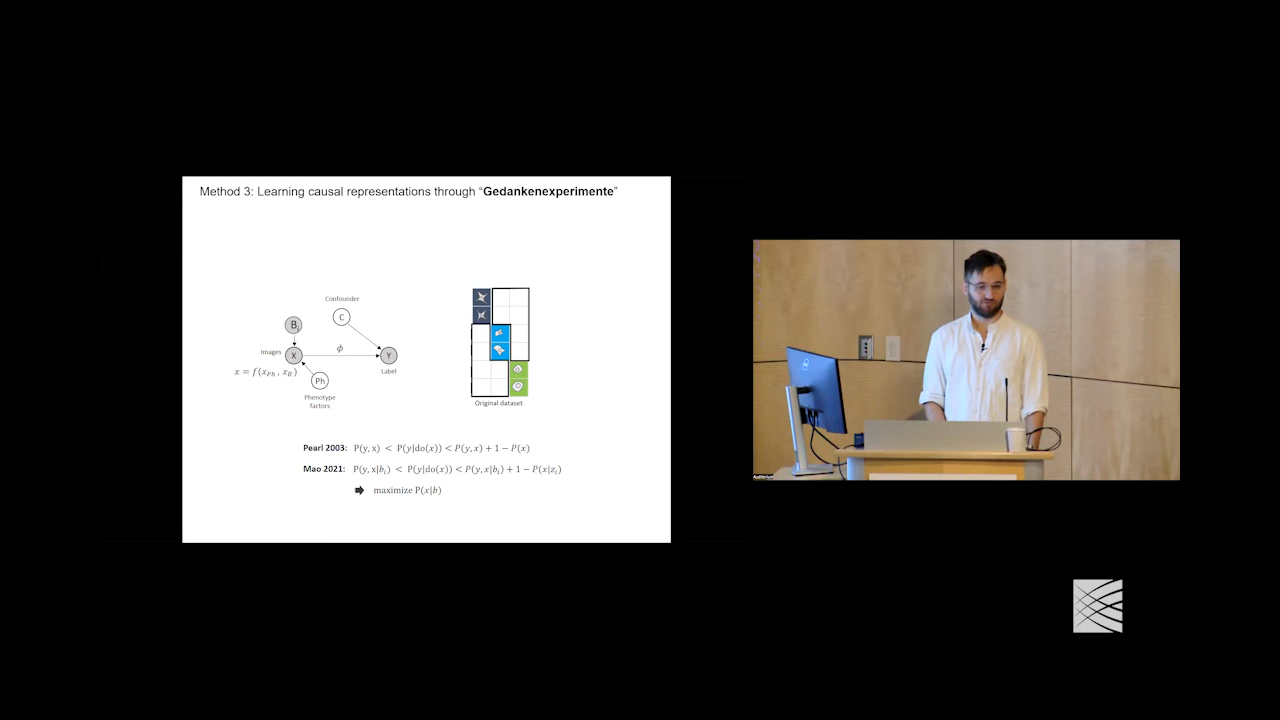 Method 3: Learning causal representations through “Gedankenexperimente”
Confounder
C
B
Images
X
ϕ
Y
Label
x = f(x_Ph , x_B)
Ph
Phenotype
factors
Original dataset
Pearl 2003: P(y, x) < P(y|do(x)) < P(y, x) + 1 − P(x)
Mao 2021: P(y, x|b_i) < P(y|do(x)) < P(y, x|b_i) + 1 − P(x|z_i)
maximize P(x|b)
Auditorium